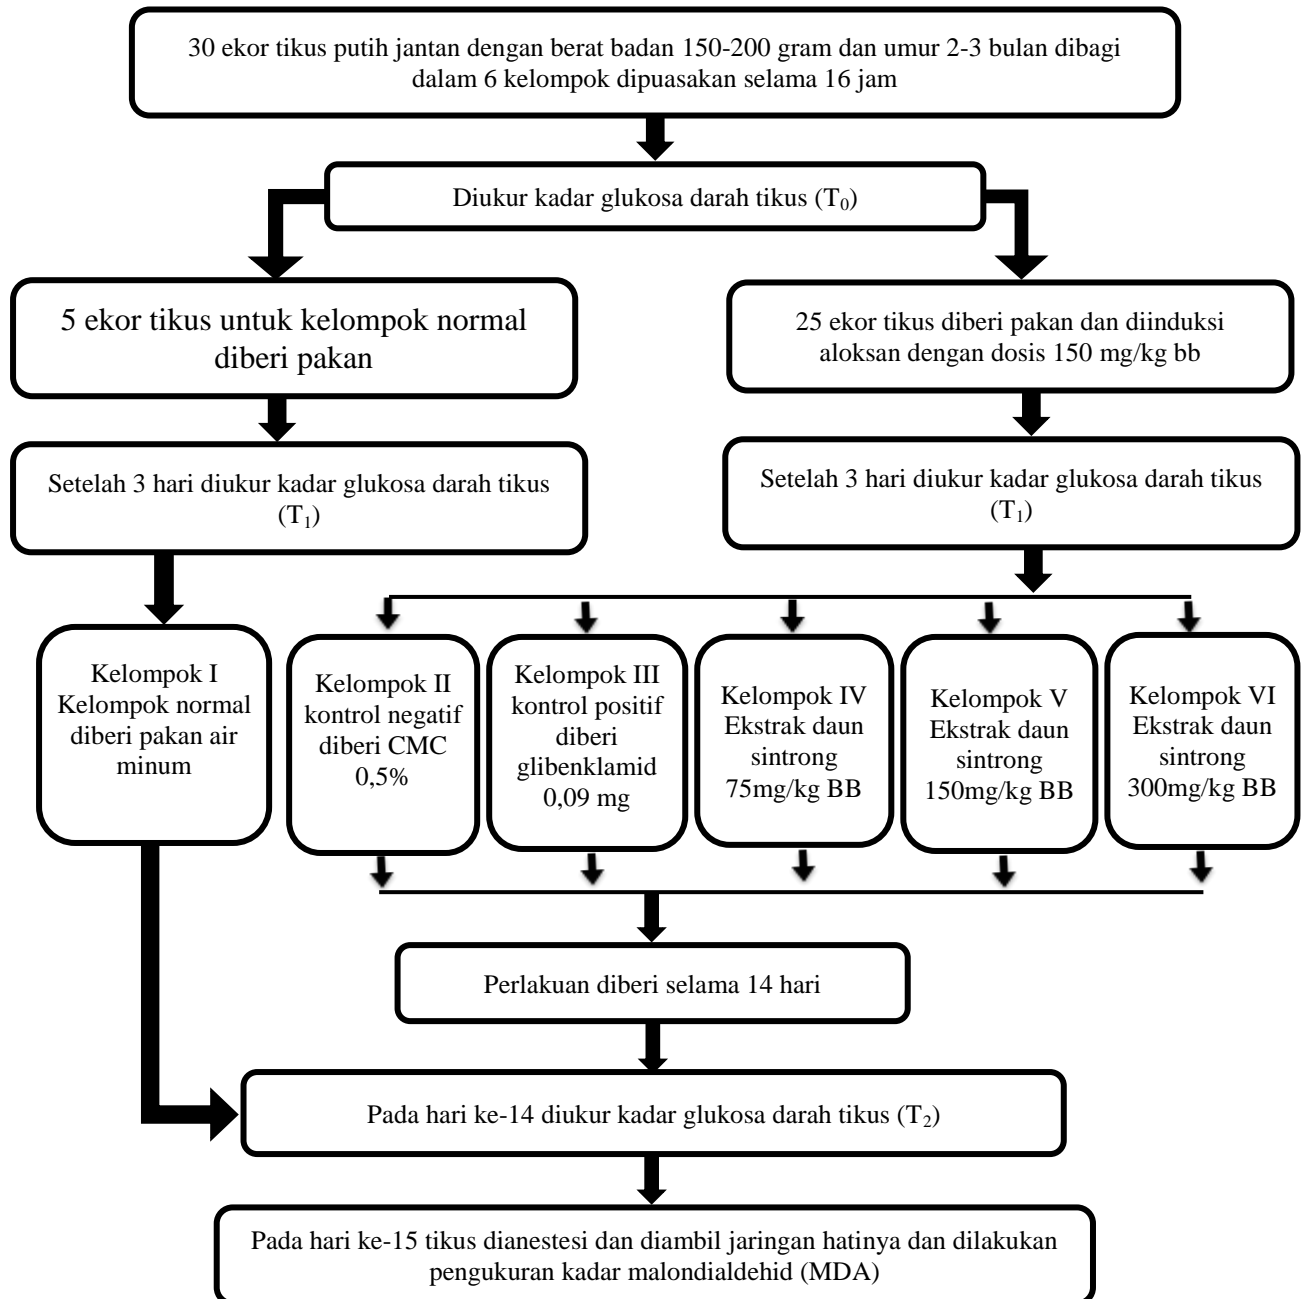 30 ekor tikus putih jantan dengan berat badan 150-200 gram dan umur 2-3 bulan dibagi
dalam 6 kelompok dipuasakan selama 16 jam
Diukur kadar glukosa darah tikus (T₀)
5 ekor tikus untuk kelompok normal
diberi pakan
25 ekor tikus diberi pakan dan diinduksi
aloksan dengan dosis 150 mg/kg bb
Setelah 3 hari diukur kadar glukosa darah tikus
(T₁)
Setelah 3 hari diukur kadar glukosa darah tikus
(T₁)
Kelompok I
Kelompok normal
diberi pakan air
minum
Kelompok II
kontrol negatif
diberi CMC
0,5%
Kelompok III
kontrol positif
diberi
glibenklamid
0,09 mg
Kelompok IV
Ekstrak daun
sintrong
75mg/kg BB
Kelompok V
Ekstrak daun
sintrong
150mg/kg BB
Kelompok VI
Ekstrak daun
sintrong
300mg/kg BB
Perlakuan diberi selama 14 hari
Pada hari ke-14 diukur kadar glukosa darah tikus (T₂)
Pada hari ke-15 tikus dianestesi dan diambil jaringan hatinya dan dilakukan
pengukuran kadar malondialdehid (MDA)